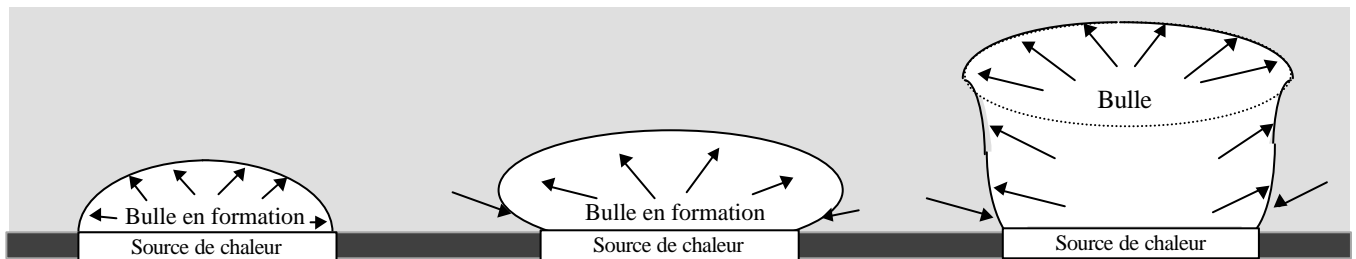 Bulle en formation
Source de chaleur
Bulle en formation
Source de chaleur
Bulle
Source de chaleur